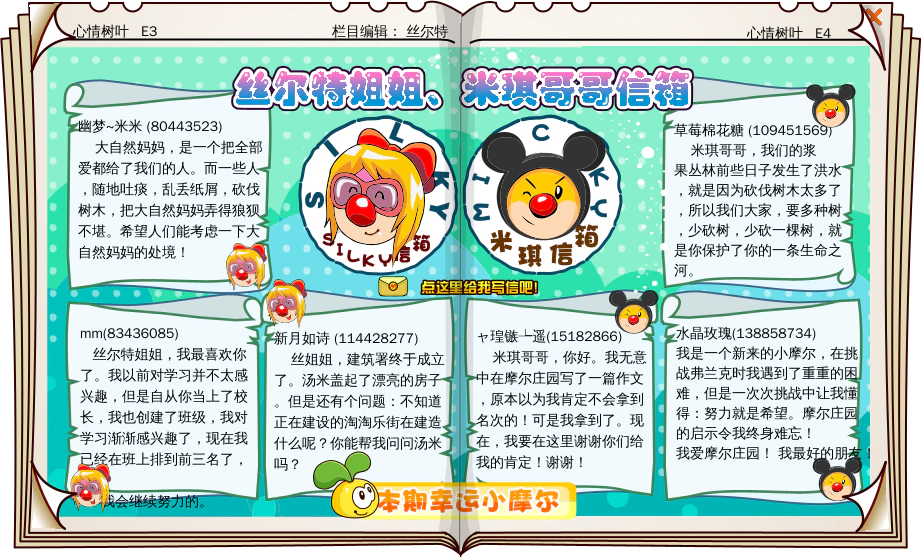 心情树叶 E3
栏目编辑： 丝尔特
心情树叶 E4
丝尔特姐姐、米琪哥哥信箱
幽梦~米米 (80443523)
大自然妈妈，是一个把全部
爱都给了我们的人。而一些人
，随地吐痰，乱丢纸屑，砍伐
树木，把大自然妈妈弄得狼狈
不堪。希望人们能考虑一下大
自然妈妈的处境！
SILKY
SILKY信箱
MICKY
米琪信箱
草莓棉花糖 (109451569)
米琪哥哥，我们的浆
果丛林前些日子发生了洪水
，就是因为砍伐树木太多了
，所以我们大家，要多种树
，少砍树，少砍一棵树，就
是你保护了你的一条生命之
河。
点这里给我写信吧!
mm(83436085)
丝尔特姐姐，我最喜欢你
了。我以前对学习并不太感
兴趣，但是自从你当上了校
长，我也创建了班级，我对
学习渐渐感兴趣了，现在我
已经在班上排到前三名了，
我会继续努力的。
新月如诗 (114428277)
丝姐姐，建筑署终于成立
了。汤米盖起了漂亮的房子
。但是还有个问题：不知道
正在建设的淘淘乐街在建造
什么呢？你能帮我问问汤米
吗？
ャ瑝镞┺遥(15182866)
米琪哥哥，你好。我无意
中在摩尔庄园写了一篇作文
，原本以为我肯定不会拿到
名次的！可是我拿到了。现
在，我要在这里谢谢你们给
我的肯定！谢谢！
水晶玫瑰(138858734)
我是一个新来的小摩尔，在挑
战弗兰克时我遇到了重重的困
难，但是一次次挑战中让我懂
得：努力就是希望。摩尔庄园
的启示令我终身难忘！
我爱摩尔庄园！ 我最好的朋友！
本期幸运小摩尔